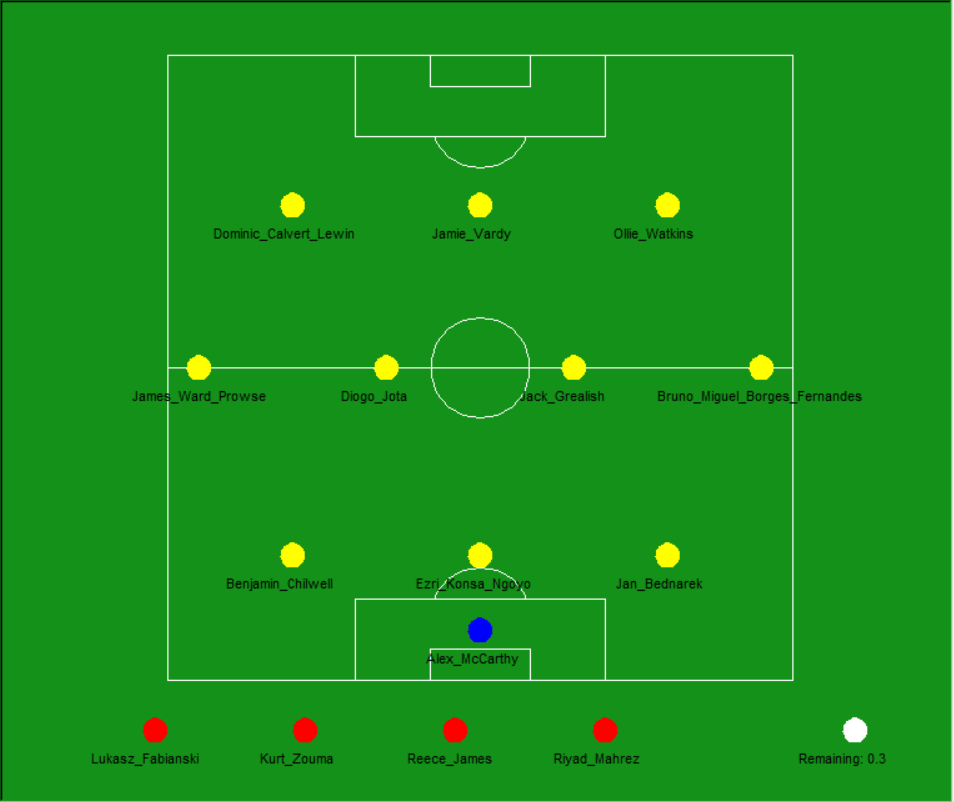 Dominic_Calvert_Lewin
Jamie_Vardy
Ollie_Watkins
James_Ward_Prowse
Diogo_Jota
Jack_Grealish
Bruno_Miguel_Borges_Fernandes
Benjamin_Chilwell
Ezri_Konsa_Ngoyo
Jan_Bednarek
Alex_McCarthy
Lukasz_Fabianski
Kurt_Zouma
Reece_James
Riyad_Mahrez
Remaining: 0.3